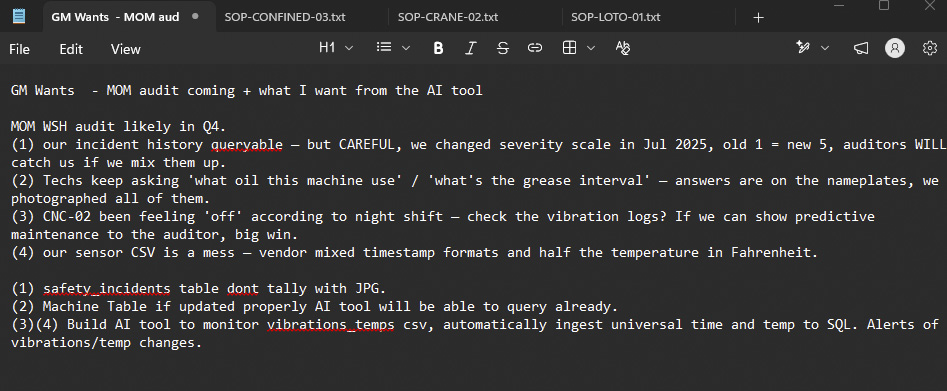 GM Wants  - MOM aud
SOP-CONFINED-03.txt
SOP-CRANE-02.txt
SOP-LOTO-01.txt
File
Edit
View
H1
B
I
S
A
R
GM Wants  - MOM audit coming + what I want from the AI tool
MOM WSH audit likely in Q4.
(1) our incident history queryable – but CAREFUL, we changed severity scale in Jul 2025, old 1 = new 5, auditors WILL
catch us if we mix them up.
(2) Techs keep asking 'what oil this machine use' / 'what's the grease interval' – answers are on the nameplates, we
photographed all of them.
(3) CNC-02 been feeling 'off' according to night shift – check the vibration logs? If we can show predictive
maintenance to the auditor, big win.
(4) our sensor CSV is a mess – vendor mixed timestamp formats and half the temperature in Fahrenheit.
(1) safety_incidents table dont tally with JPG.
(2) Machine Table if updated properly AI tool will be able to query already.
(3)(4) Build AI tool to monitor vibrations_temps csv, automatically ingest universal time and temp to SQL. Alerts of
vibrations/temp changes.